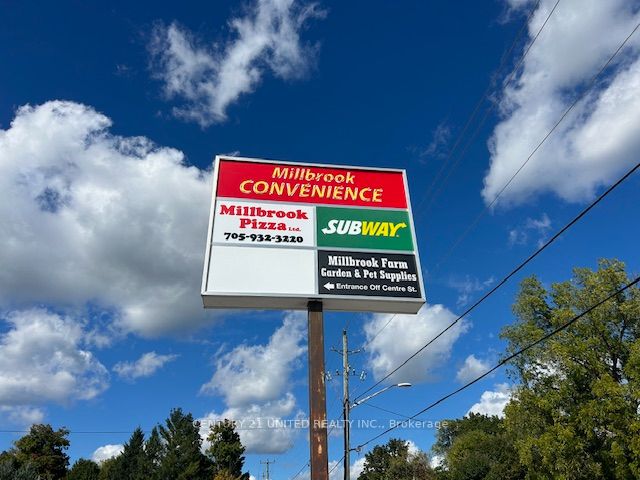 Millbrook
CONVENIENCE
Millbrook
Pizza Ltd.
705-932-3220
SUBWAY
Millbrook Farm
Garden & Pet Supplies
Entrance Off Centre St.
CENTURY 21 UNITED REALTY INC., Brokerage